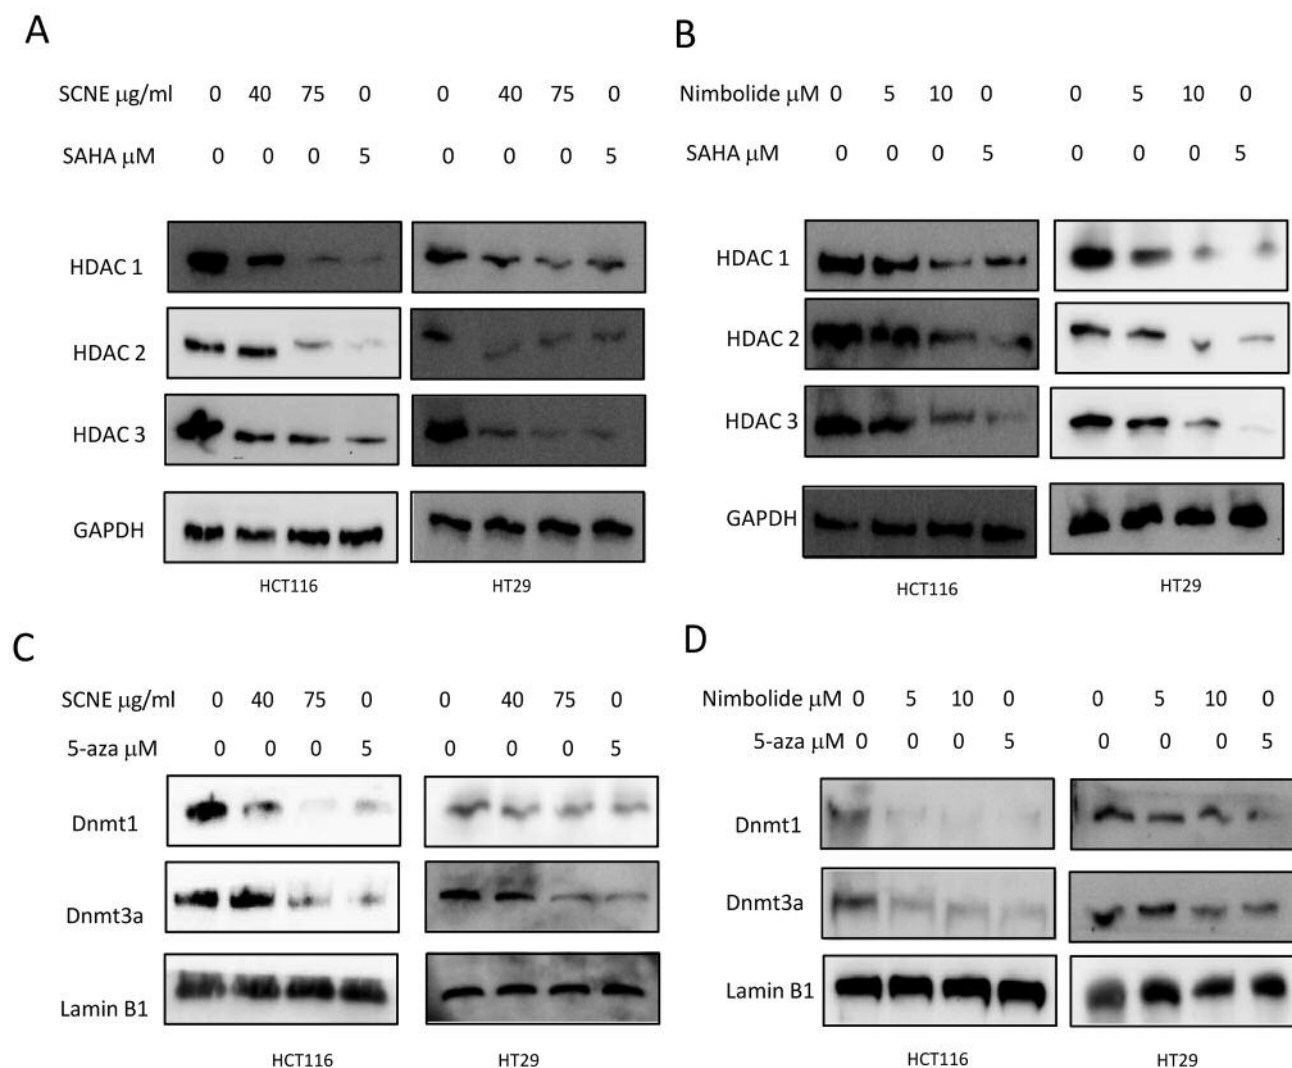 A
SCNE μg/ml 0 40 75 0 0 40 75 0
SAHA μM 0 0 0 5 0 0 0 5
HDAC 1
HDAC 2
HDAC 3
GAPDH
HCT116 HT29
B
Nimbolide μM 0 5 10 0 0 5 10 0
SAHA μM 0 0 0 5 0 0 0 5
HDAC 1
HDAC 2
HDAC 3
GAPDH
HCT116 HT29
C
SCNE μg/ml 0 40 75 0 0 40 75 0
5-aza μM 0 0 0 5 0 0 0 5
Dnmt1
Dnmt3a
Lamin B1
HCT116 HT29
D
Nimbolide μM 0 5 10 0 0 5 10 0
5-aza μM 0 0 0 5 0 0 0 5
Dnmt1
Dnmt3a
Lamin B1
HCT116 HT29